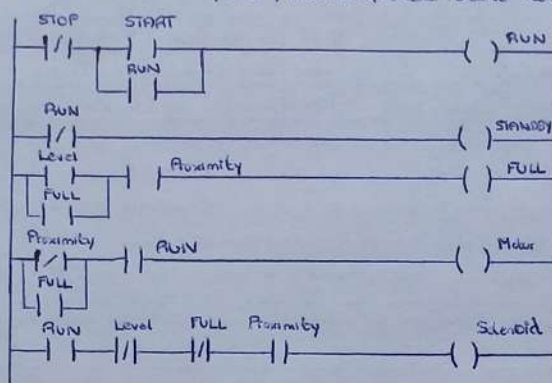 STOP START
RUN
RUN
RUN
STANDBY
Level
Proximity
FULL
FULL
Proximity
RUN
Motor
FULL
RUN Level FULL Proximity
Solenoid